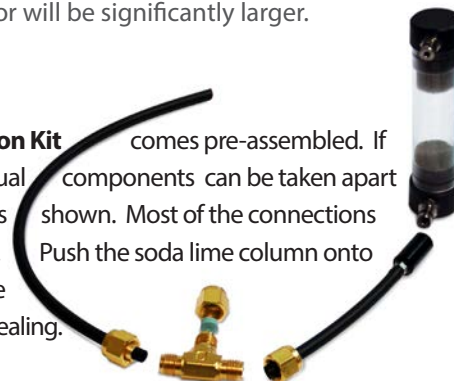 or will be significantly larger.
on Kit comes pre-assembled. If
ual components can be taken apart
s shown. Most of the connections
Push the soda lime column onto
e
ealing.